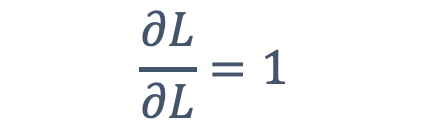 ∂L/∂L = 1